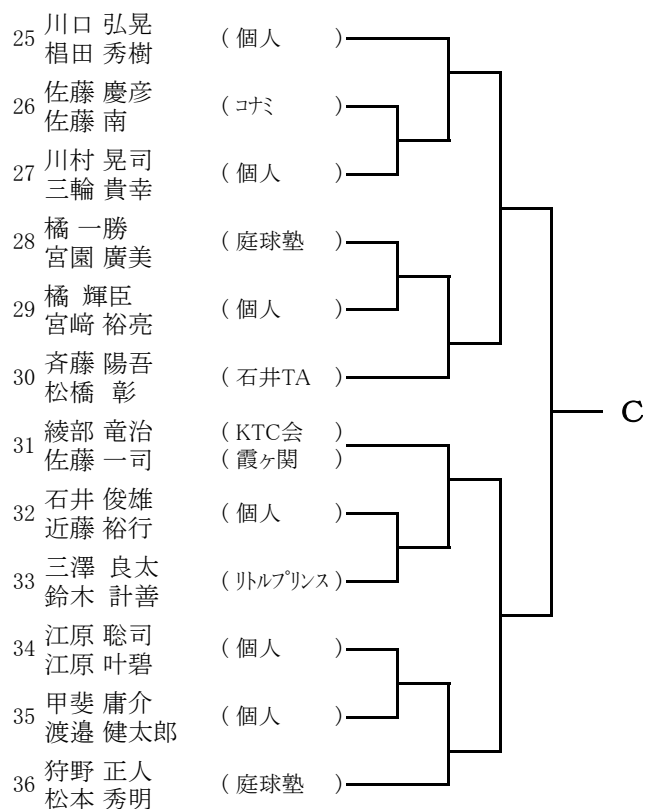 25 川口 弘晃 ( 個人 )
椙田 秀樹
26 佐藤 慶彦 ( コナミ )
佐藤 南
27 川村 晃司 ( 個人 )
三輪 貴幸
28 橘 一勝 ( 庭球塾 )
宮園 廣美
29 橘 輝臣 ( 個人 )
宮﨑 裕亮
30 斉藤 陽吾 ( 石井TA )
松橋 彰
31 綾部 竜治 ( KTC会 )
佐藤 一司 ( 霞ヶ関 )
32 石井 俊雄 ( 個人 )
近藤 裕行
33 三澤 良太 ( リトルプリンス )
鈴木 計善
34 江原 聡司 ( 個人 )
江原 叶碧
35 甲斐 庸介 ( 個人 )
渡邉 健太郎
36 狩野 正人 ( 庭球塾 )
松本 秀明
C